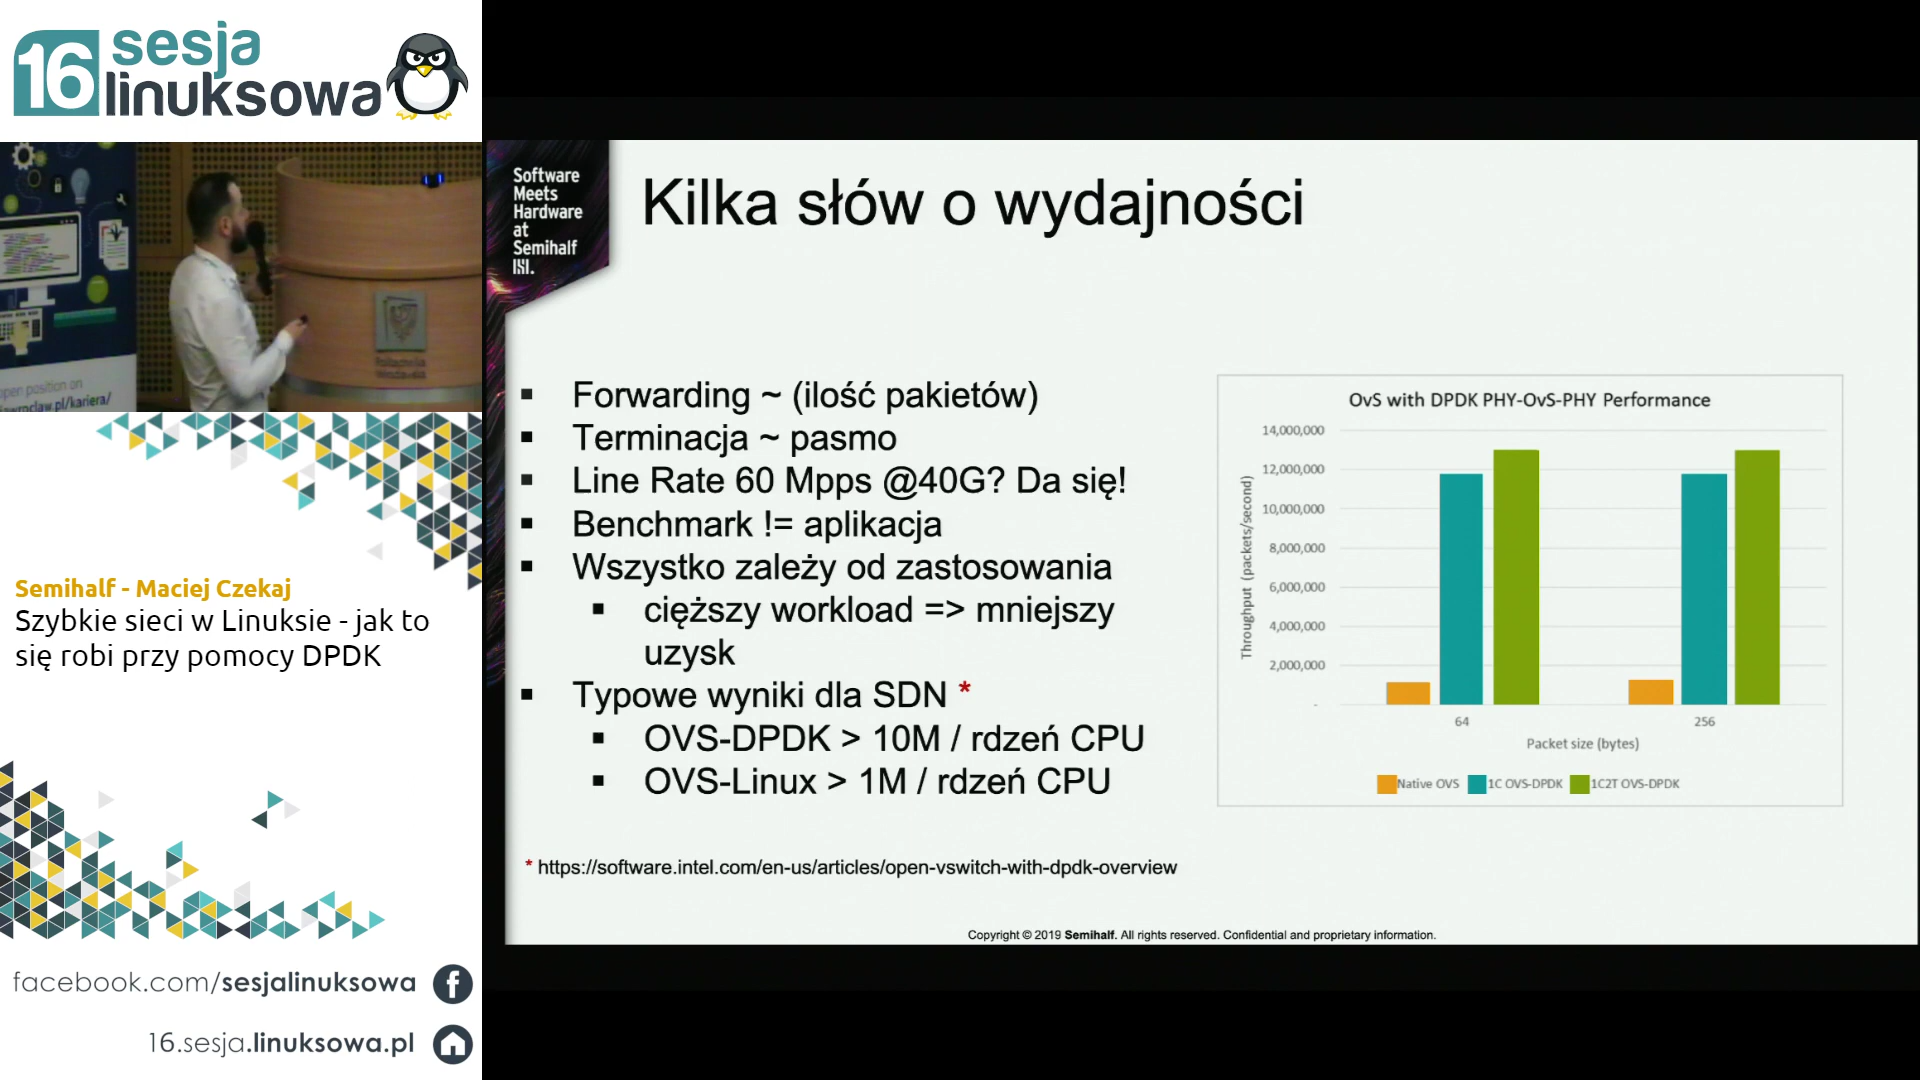 16 sesja
linuksowa
open position on
wroclaw.pl/kariera/
Semihalf - Maciej Czekaj
Szybkie sieci w Linuksie - jak to
się robi przy pomocy DPDK
facebook.com/sesjalinuksowa
16.sesja.linuksowa.pl
Software
Meets
Hardware
at
Semihalf
Kilka słów o wydajności
▪ Forwarding ~ (ilość pakietów)
▪ Terminacja ~ pasmo
▪ Line Rate 60 Mpps @40G? Da się!
▪ Benchmark != aplikacja
▪ Wszystko zależy od zastosowania
▪ cięższy workload => mniejszy
uzysk
▪ Typowe wyniki dla SDN *
▪ OVS-DPDK > 10M / rdzeń CPU
▪ OVS-Linux > 1M / rdzeń CPU
* https://software.intel.com/en-us/articles/open-vswitch-with-dpdk-overview
OvS with DPDK PHY-OvS-PHY Performance
Throughput (packets/second)
14,000,000
12,000,000
10,000,000
8,000,000
6,000,000
4,000,000
2,000,000
-
64 256
Packet size (bytes)
Native OVS 1C OVS-DPDK 1C2T OVS-DPDK
Copyright © 2019 Semihalf. All rights reserved. Confidential and proprietary information.